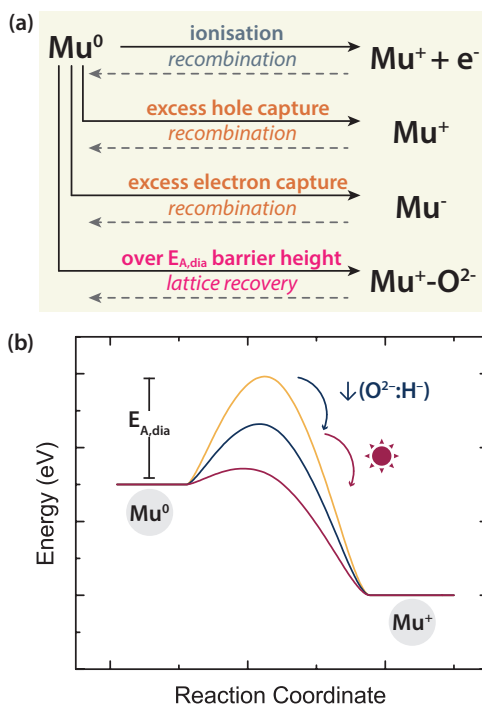 (a)
Mu⁰
ionisation
recombination
Mu⁺ + e⁻
excess hole capture
recombination
Mu⁺
excess electron capture
recombination
Mu⁻
over E_A,dia barrier height
lattice recovery
Mu⁺-O²⁻
(b)
↓(O²⁻:H⁻)
E_A,dia
Mu⁰
Mu⁺
Energy (eV)
Reaction Coordinate